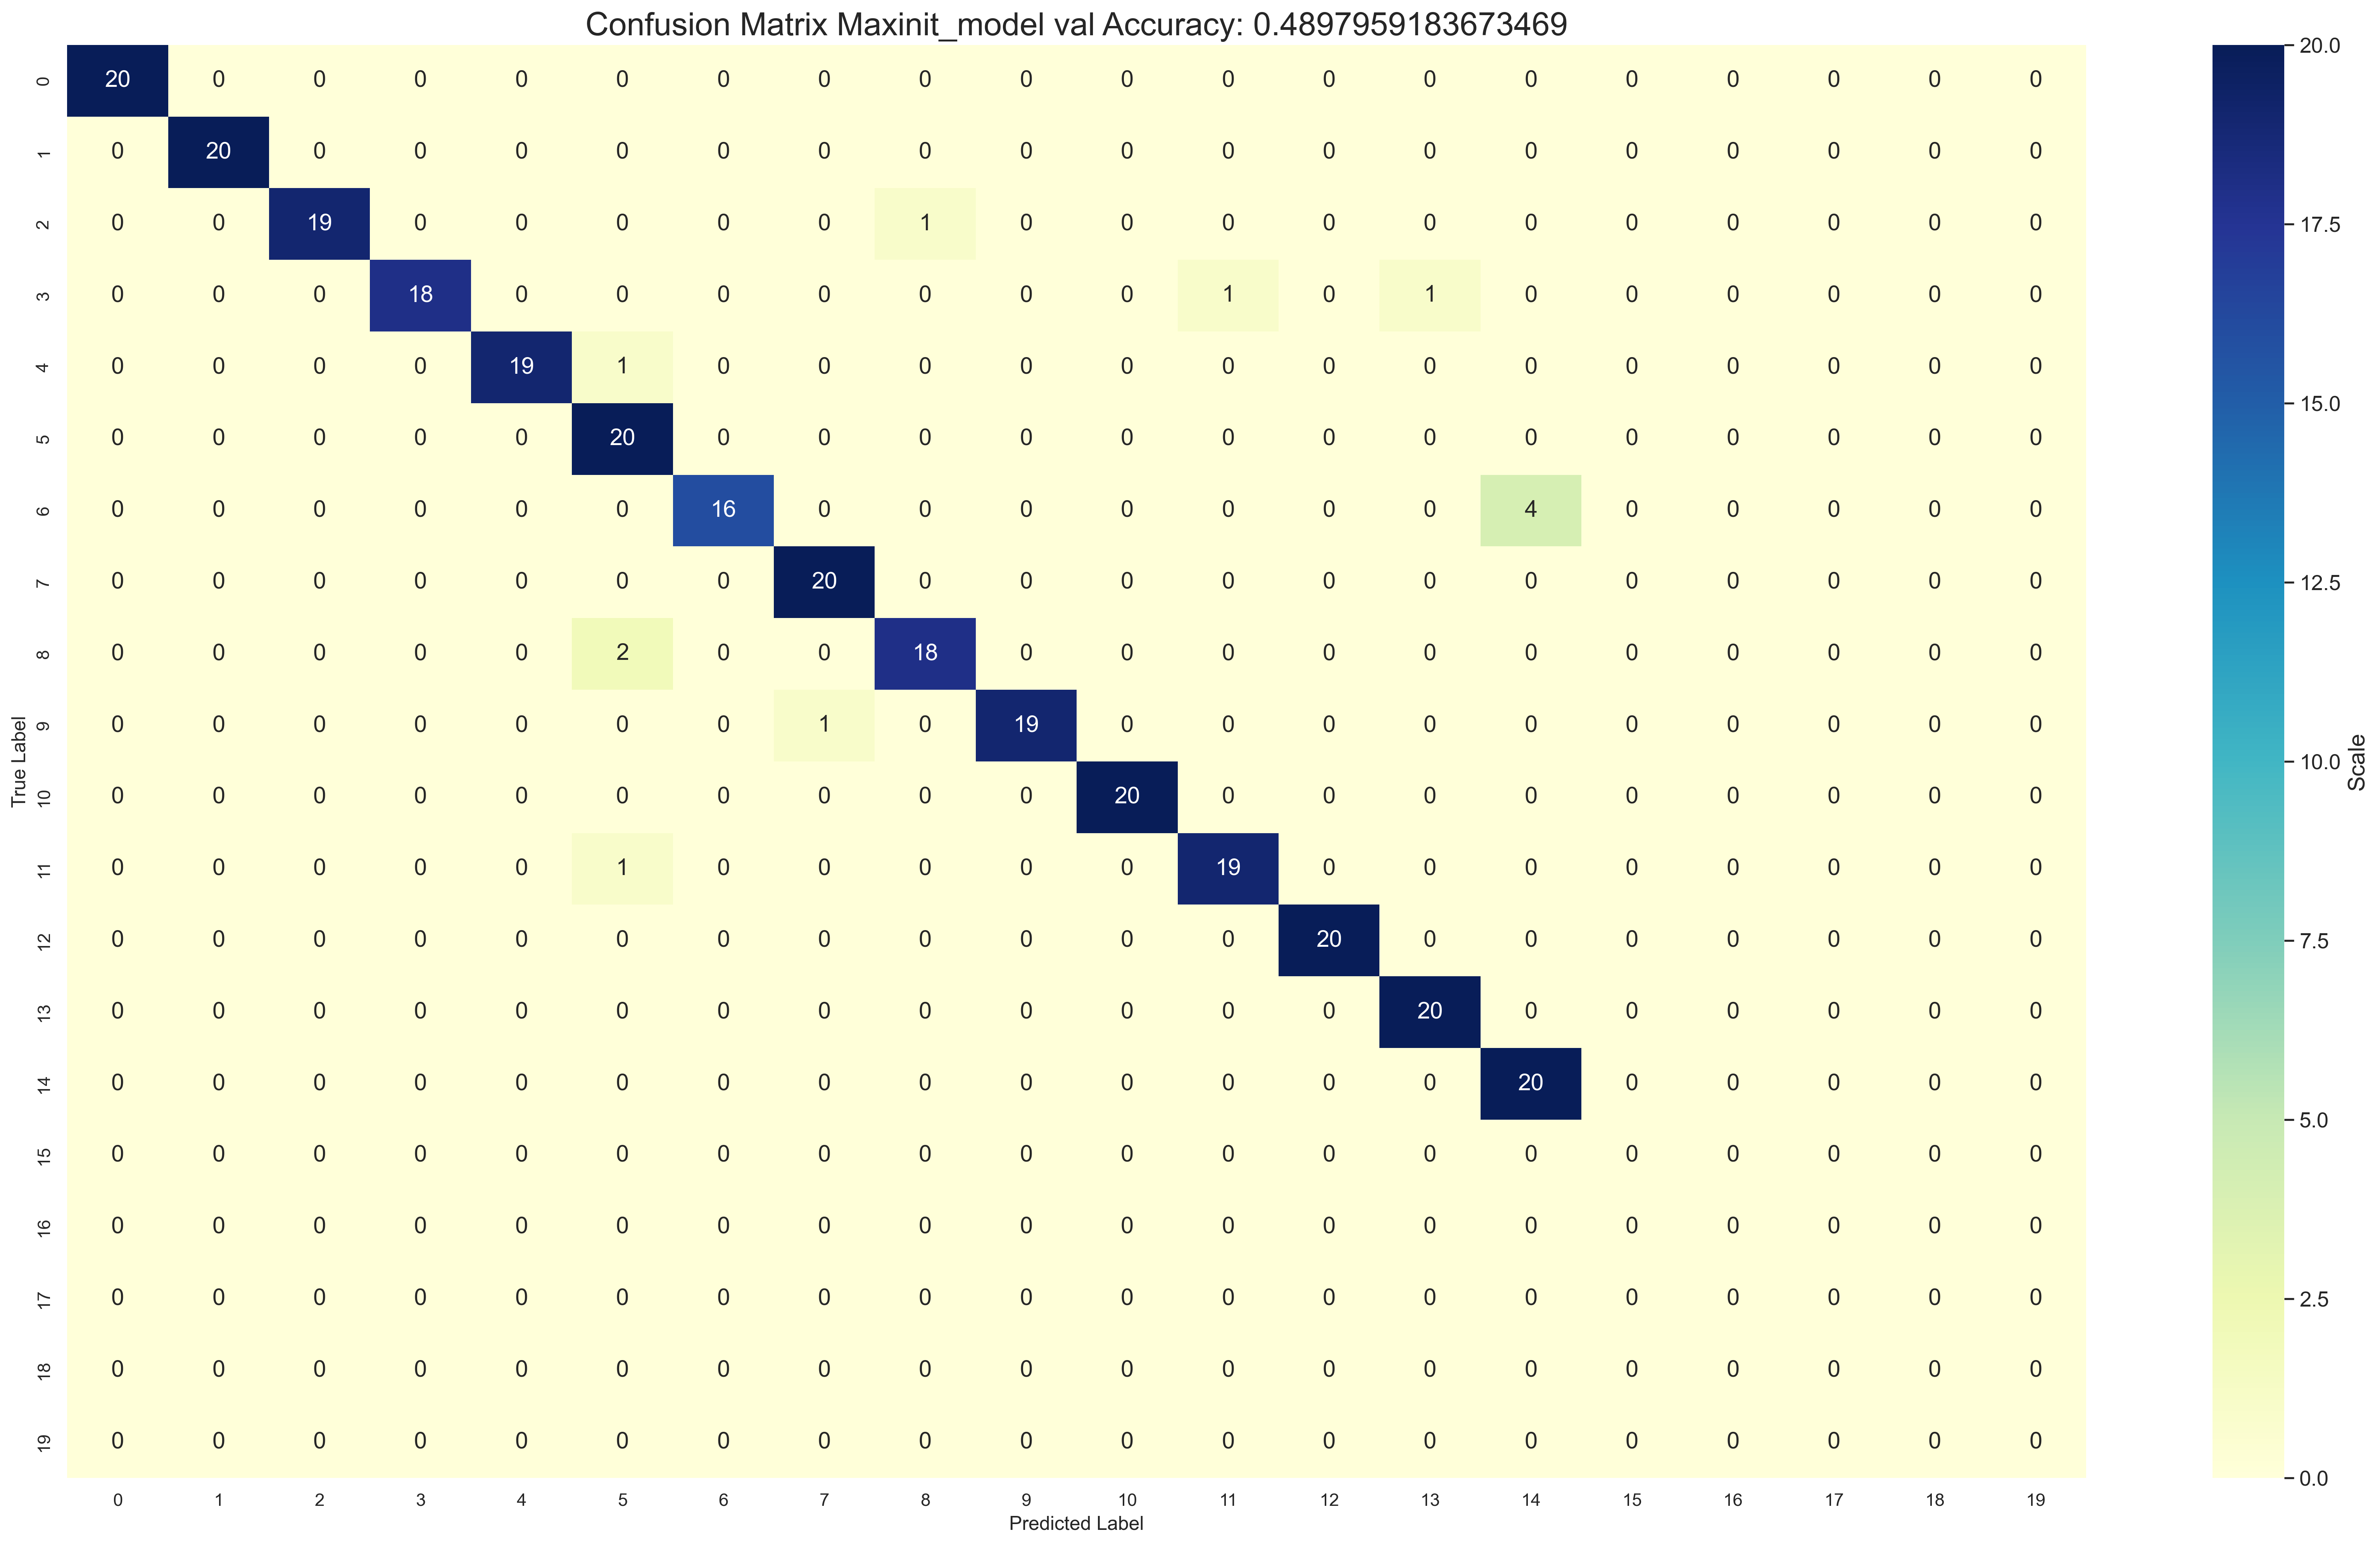 Confusion Matrix Maxinit_model val Accuracy: 0.4897959183673469
0 20 0 0 0 0 0 0 0 0 0 0 0 0 0 0 0 0 0 0 0
1 0 20 0 0 0 0 0 0 0 0 0 0 0 0 0 0 0 0 0 0
2 0 0 19 0 0 0 0 0 1 0 0 0 0 0 0 0 0 0 0 0
3 0 0 0 18 0 0 0 0 0 0 0 1 0 1 0 0 0 0 0 0
4 0 0 0 0 19 1 0 0 0 0 0 0 0 0 0 0 0 0 0 0
5 0 0 0 0 0 20 0 0 0 0 0 0 0 0 0 0 0 0 0 0
6 0 0 0 0 0 0 16 0 0 0 0 0 0 0 4 0 0 0 0 0
7 0 0 0 0 0 0 0 20 0 0 0 0 0 0 0 0 0 0 0 0
8 0 0 0 0 0 2 0 0 18 0 0 0 0 0 0 0 0 0 0 0
9 0 0 0 0 0 0 0 1 0 19 0 0 0 0 0 0 0 0 0 0
10 0 0 0 0 0 0 0 0 0 0 20 0 0 0 0 0 0 0 0 0
11 0 0 0 0 0 1 0 0 0 0 0 19 0 0 0 0 0 0 0 0
12 0 0 0 0 0 0 0 0 0 0 0 0 20 0 0 0 0 0 0 0
13 0 0 0 0 0 0 0 0 0 0 0 0 0 20 0 0 0 0 0 0
14 0 0 0 0 0 0 0 0 0 0 0 0 0 0 20 0 0 0 0 0
15 0 0 0 0 0 0 0 0 0 0 0 0 0 0 0 0 0 0 0 0
16 0 0 0 0 0 0 0 0 0 0 0 0 0 0 0 0 0 0 0 0
17 0 0 0 0 0 0 0 0 0 0 0 0 0 0 0 0 0 0 0 0
18 0 0 0 0 0 0 0 0 0 0 0 0 0 0 0 0 0 0 0 0
19 0 0 0 0 0 0 0 0 0 0 0 0 0 0 0 0 0 0 0 0
0 1 2 3 4 5 6 7 8 9 10 11 12 13 14 15 16 17 18 19
Predicted Label
True Label
20.0
17.5
15.0
12.5
10.0
7.5
5.0
2.5
0.0
Scale